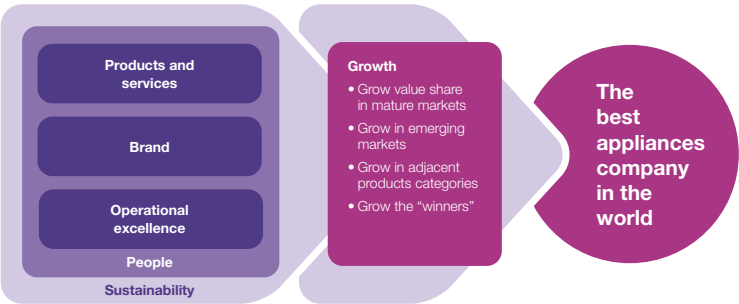 Products and
services
Brand
Operational
excellence
People
Sustainability
Growth
• Grow value share
in mature markets
• Grow in emerging
markets
• Grow in adjacent
products categories
• Grow the “winners”
The
best
appliances
company
in the
world